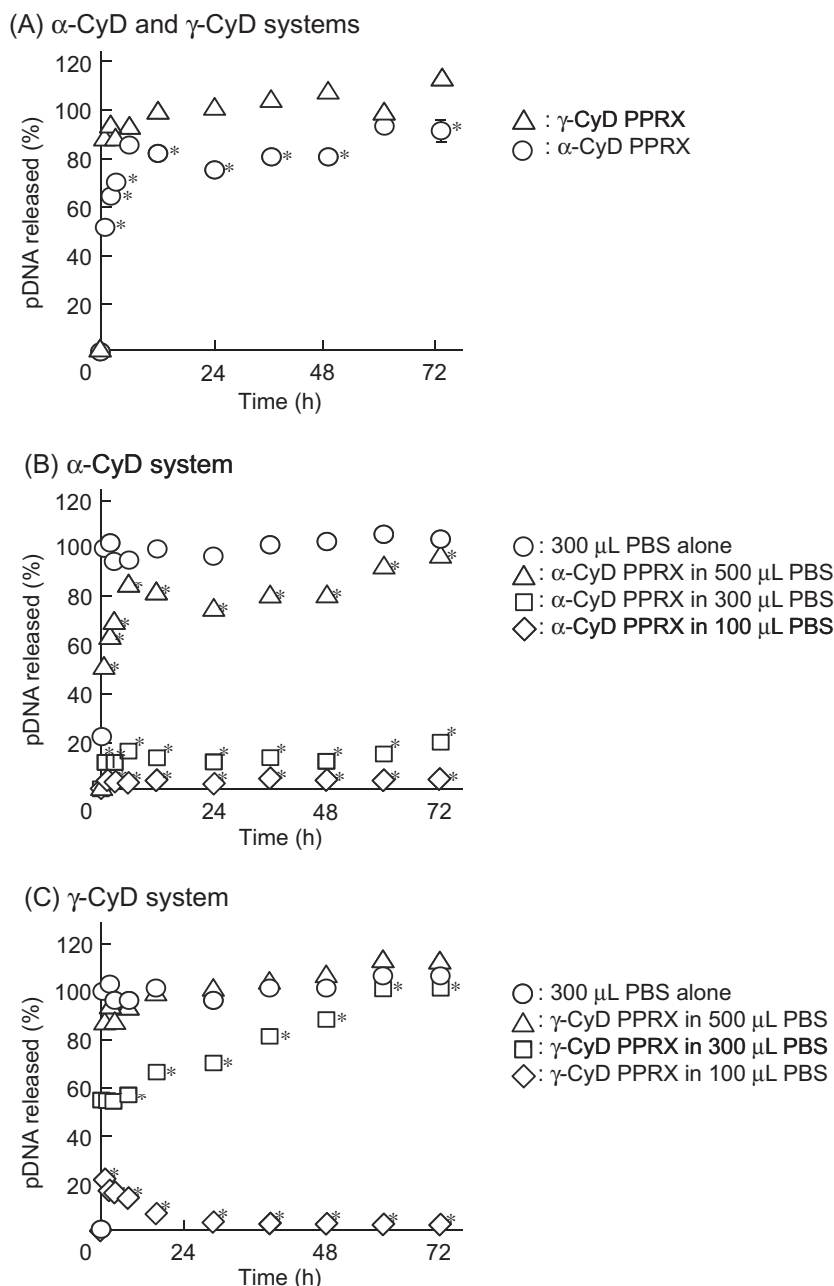 (A) α-CyD and γ-CyD systems
120
100
80
60
40
20
0
24
48
72
pDNA released (%)
Time (h)
* * * * * * * * *
△ : γ-CyD PPRX
○ : α-CyD PPRX
(B) α-CyD system
120
100
80
60
40
20
0
24
48
72
pDNA released (%)
Time (h)
○ : 300 μL PBS alone
△ : α-CyD PPRX in 500 μL PBS
□ : α-CyD PPRX in 300 μL PBS
◇ : α-CyD PPRX in 100 μL PBS
(C) γ-CyD system
120
100
80
60
40
20
0
24
48
72
pDNA released (%)
Time (h)
○ : 300 μL PBS alone
△ : γ-CyD PPRX in 500 μL PBS
□ : γ-CyD PPRX in 300 μL PBS
◇ : γ-CyD PPRX in 100 μL PBS